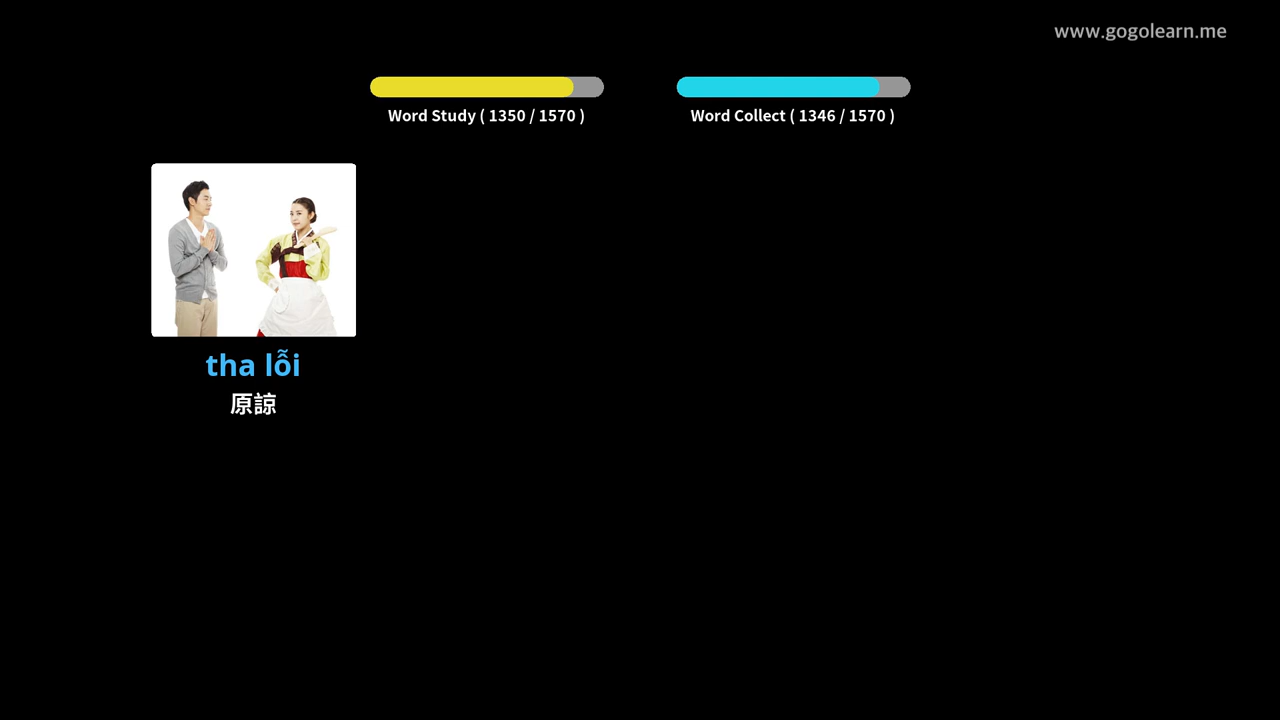 www.gogolearn.me
Word Study ( 1350 / 1570 )
Word Collect ( 1346 / 1570 )
tha lỗi
原諒